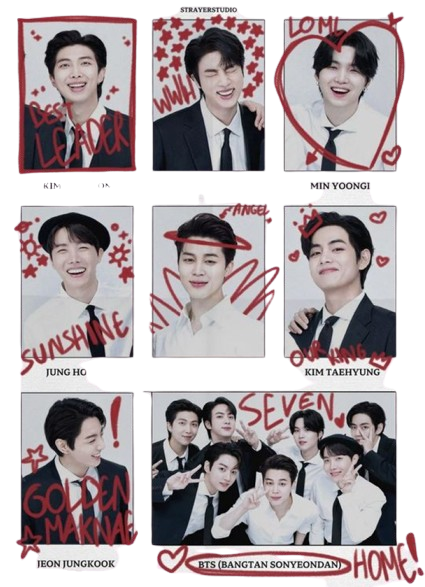 STRAYERSTUDIO
BEST
LEADER
WWH
LOML
MIN YOONGI
SUNSHINE
ANGEL
OUR KING
JUNG HO
KIM TAEHYUNG
GOLDEN
MAKNAE
!
SEVEN
JEON JUNGKOOK
BTS (BANGTAN SONYEONDAN)
HOME!